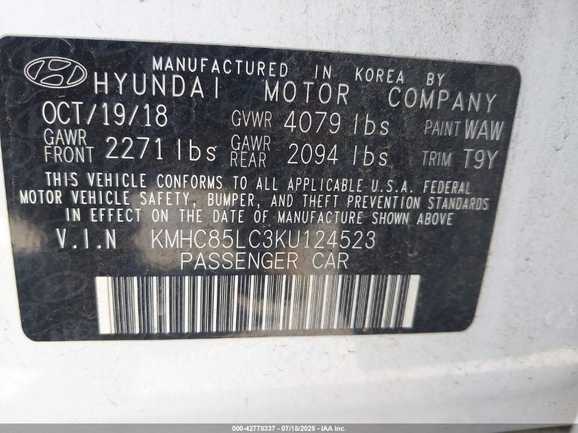 MANUFACTURED IN KOREA BY
HYUNDAI MOTOR COMPANY
OCT/19/18 GVWR 4079 lbs PAINT WAW
GAWR FRONT 2271 lbs GAWR REAR 2094 lbs TRIM T9Y
THIS VEHICLE CONFORMS TO ALL APPLICABLE U.S.A. FEDERAL
MOTOR VEHICLE SAFETY, BUMPER, AND THEFT PREVENTION STANDARDS
IN EFFECT ON THE DATE OF MANUFACTURE SHOWN ABOVE
V.I.N KMHC85LC3KU124523
PASSENGER CAR
000-42778337 - 07/18/2025 - IAA Inc.